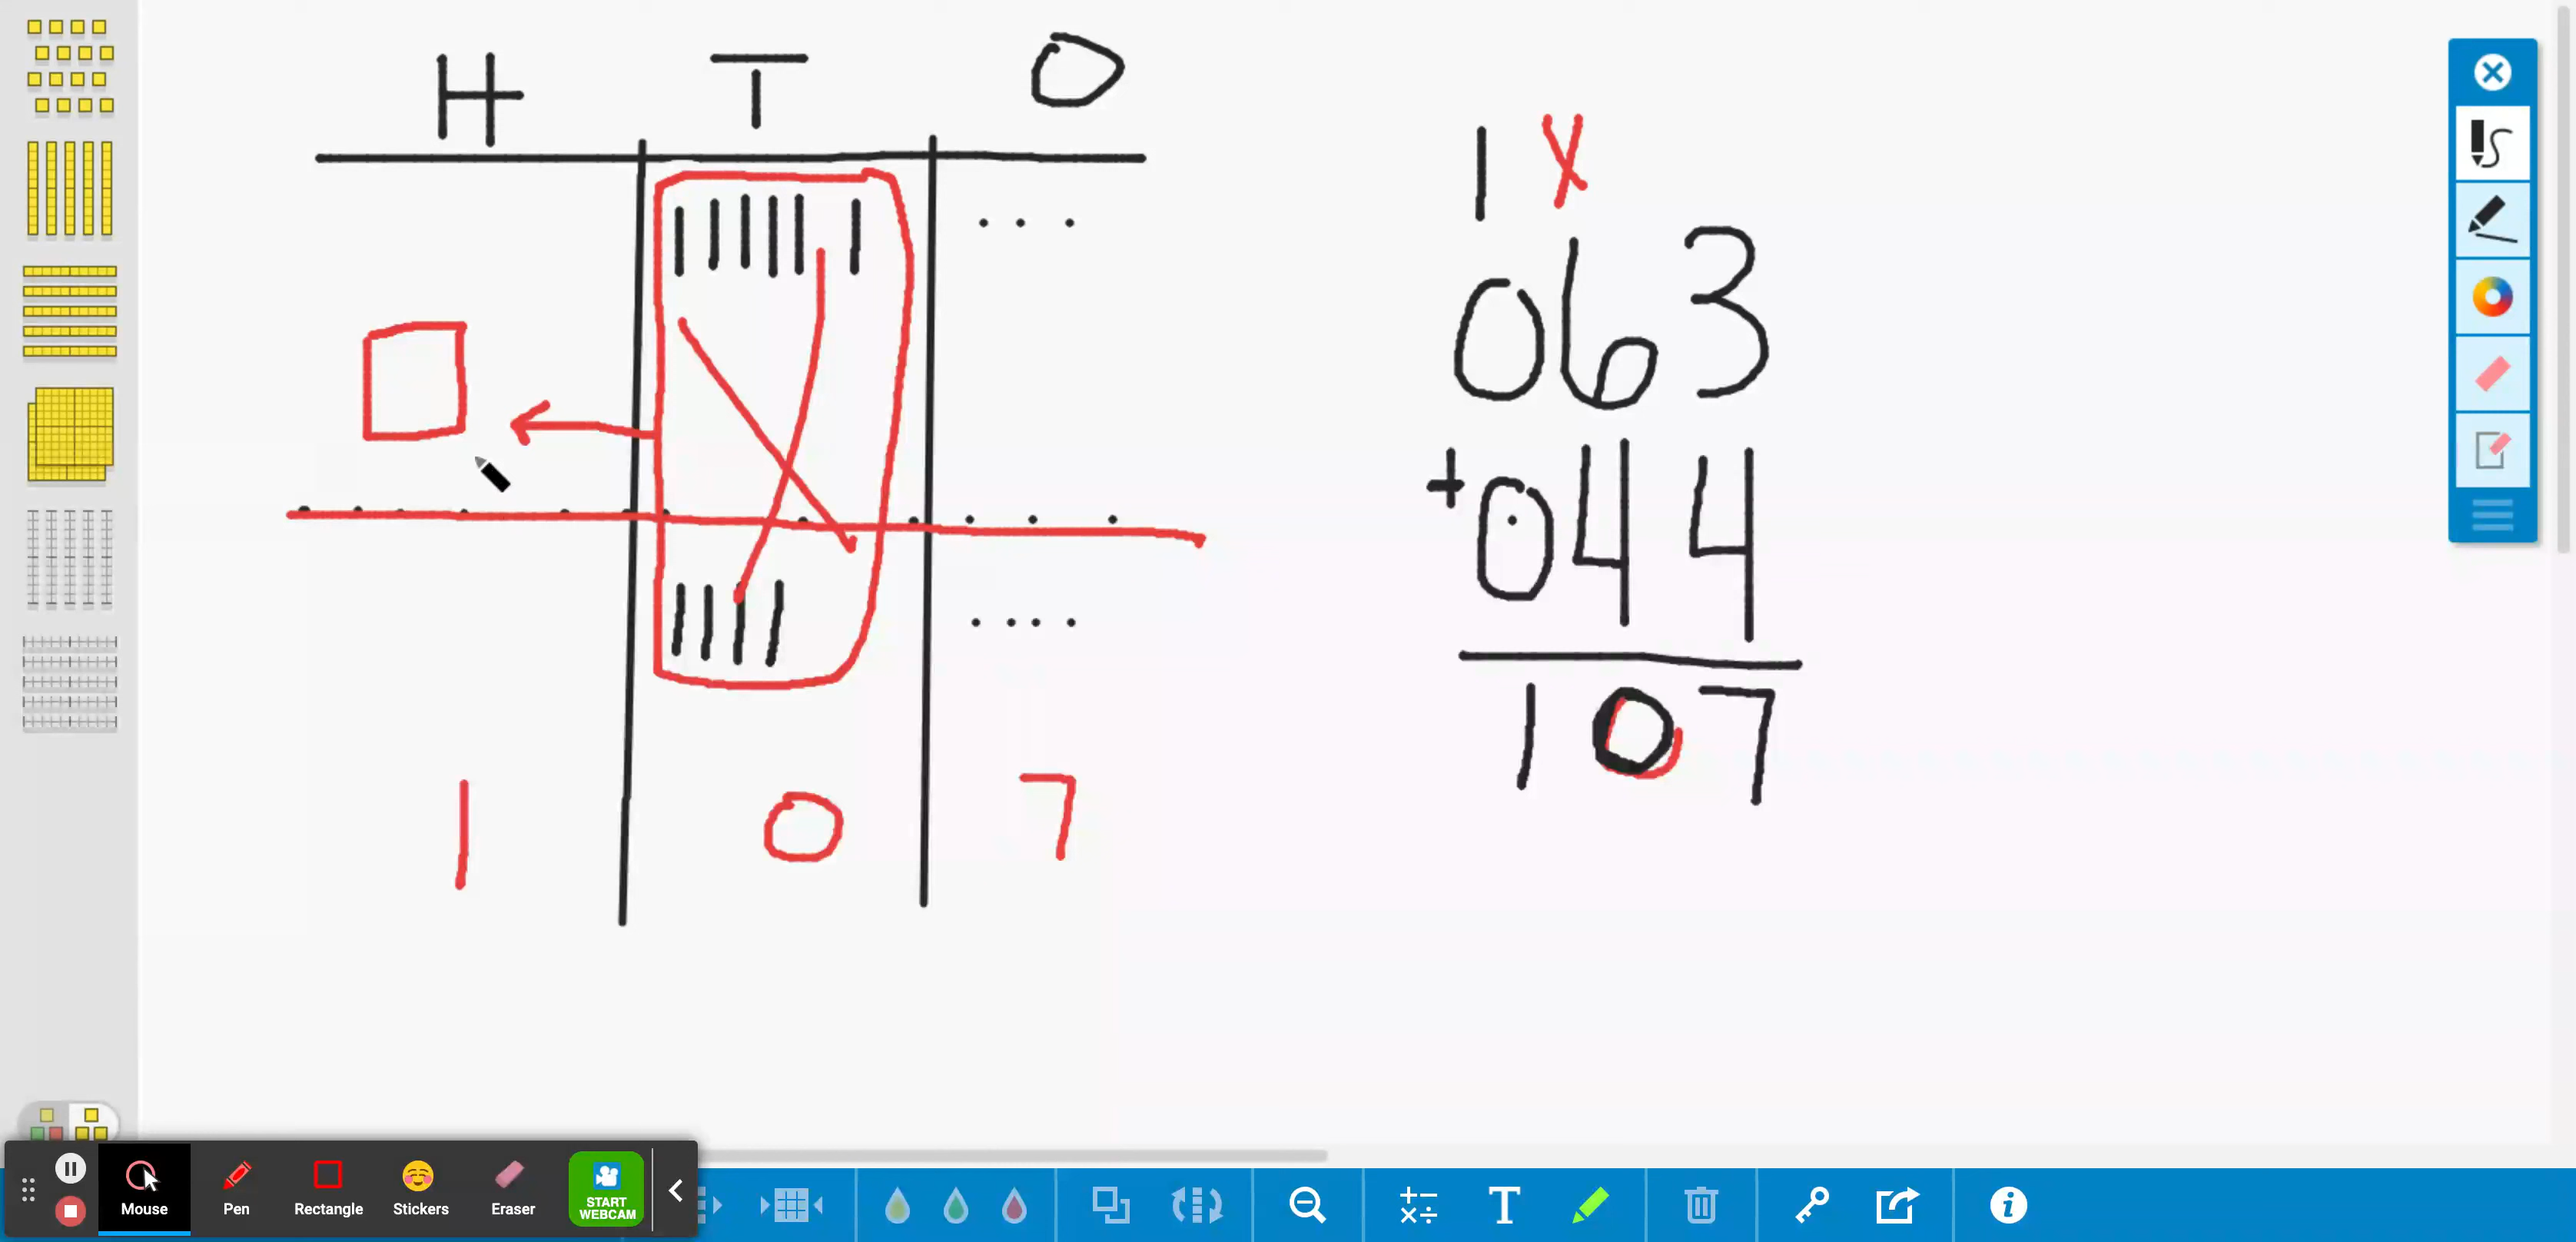 H T O
1 0 7
1 X
063
+044
107
Mouse Pen Rectangle Stickers Eraser START WEBCAM
T